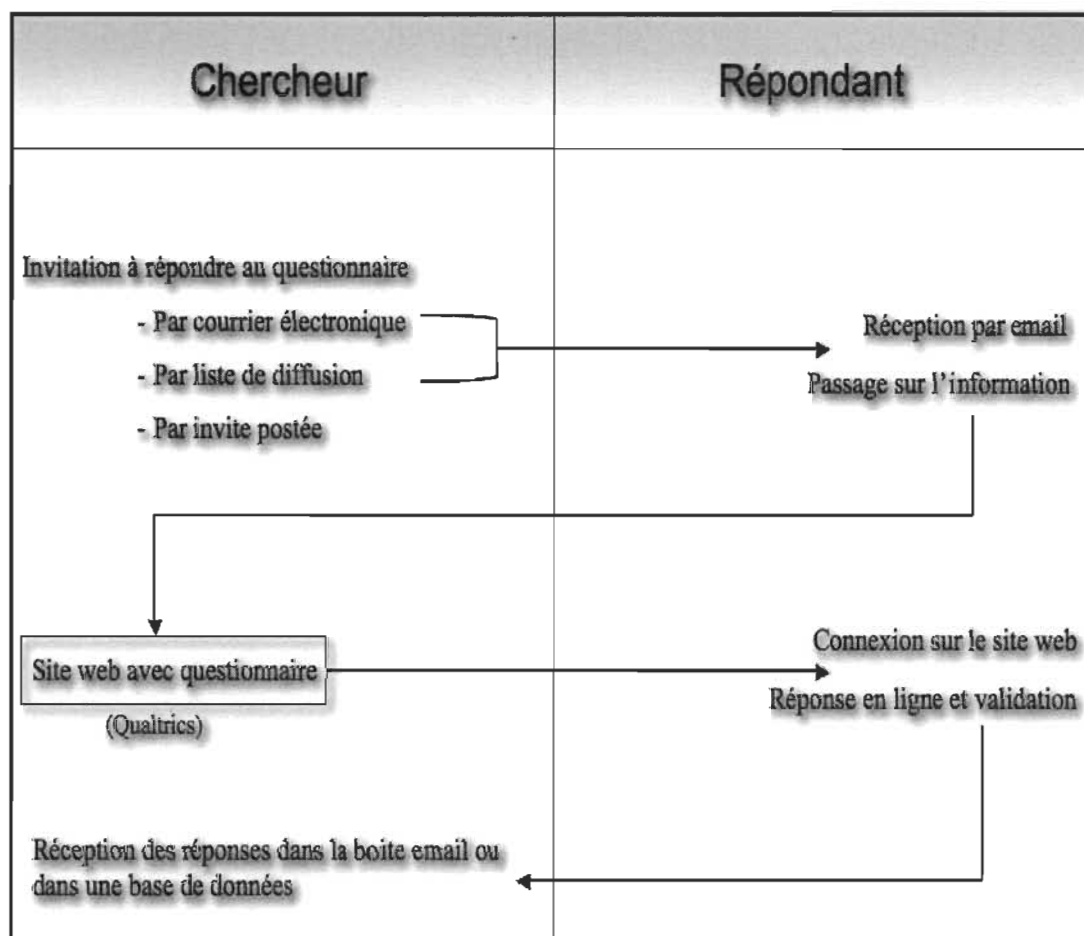 Chercheur
Répondant
Invitation à répondre au questionnaire
- Par courrier électronique
- Par liste de diffusion
- Par invite postée
Réception par email
Passage sur l'information
Site web avec questionnaire
(Qualtrics)
Connexion sur le site web
Réponse en ligne et validation
Réception des réponses dans la boite email ou
dans une base de données